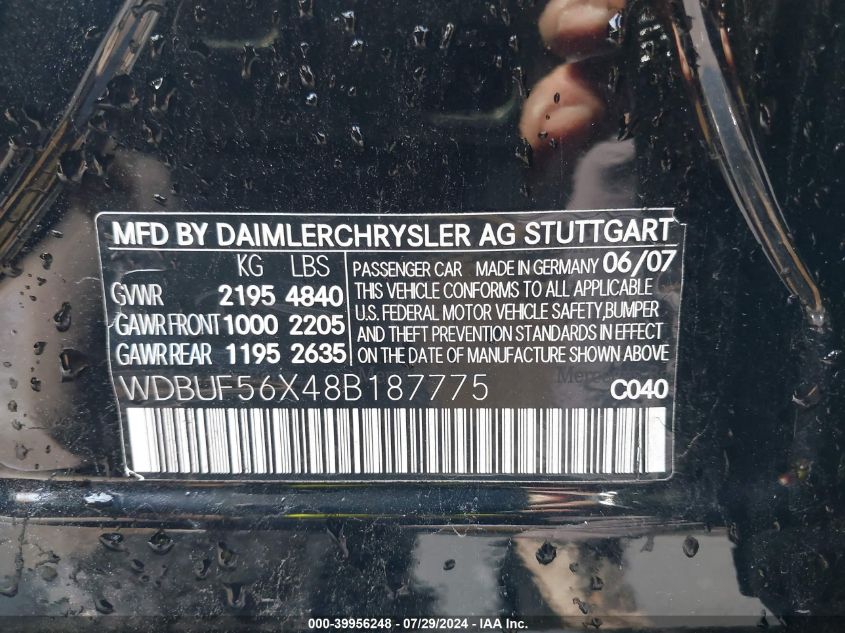 MFD BY DAIMLERCHRYSLER AG STUTTGART
KG LBS
GVWR 2195 4840
GAWR FRONT 1000 2205
GAWR REAR 1195 2635
PASSENGER CAR MADE IN GERMANY 06/07
THIS VEHICLE CONFORMS TO ALL APPLICABLE
U.S. FEDERAL MOTOR VEHICLE SAFETY, BUMPER
AND THEFT PREVENTION STANDARDS IN EFFECT
ON THE DATE OF MANUFACTURE SHOWN ABOVE
WDBUF56X48B187775 C040
000-39956248 - 07/29/2024 - IAA Inc.